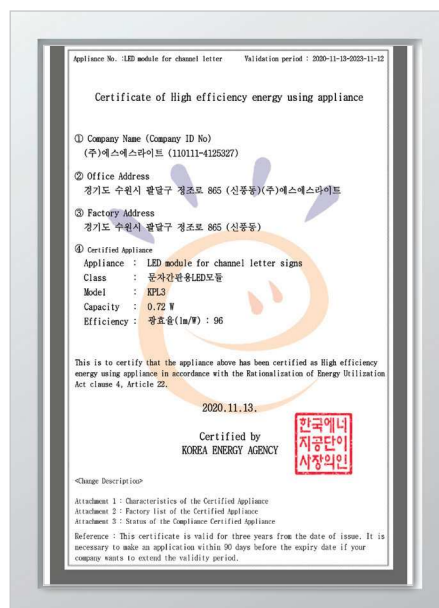 Appliance No. :LED module for channel letter Validation period : 2020-11-13-2023-11-12
Certificate of High efficiency energy using appliance
① Company Name (Company ID No)
(주)에스에스라이트 (110111-4125327)
② Office Address
경기도 수원시 팔달구 정조로 865 (신풍동)(주)에스에스라이트
③ Factory Address
경기도 수원시 팔달구 정조로 865 (신풍동)
④ Certified Appliance
Appliance : LED module for channel letter signs
Class : 문자간판용LED모듈
Model : KPL3
Capacity : 0.72 W
Efficiency : 광효율(lm/W) : 96
This is to certify that the appliance above has been certified as High efficiency
energy using appliance in accordance with the Rationalization of Energy Utilization
Act clause 4, Article 22.
2020.11.13.
Certified by
KOREA ENERGY AGENCY
한국에너
지공단이
사장의인
<Change Description>
Attachment 1 : Characteristics of the Certified Appliance
Attachment 2 : Factory list of the Certified Appliance
Attachment 3 : Status of the Compliance Certified Appliance
Reference : This certificate is valid for three years from the date of issue. It is
necessary to make an application within 90 days before the expiry date if your
company wants to extend the validity period.